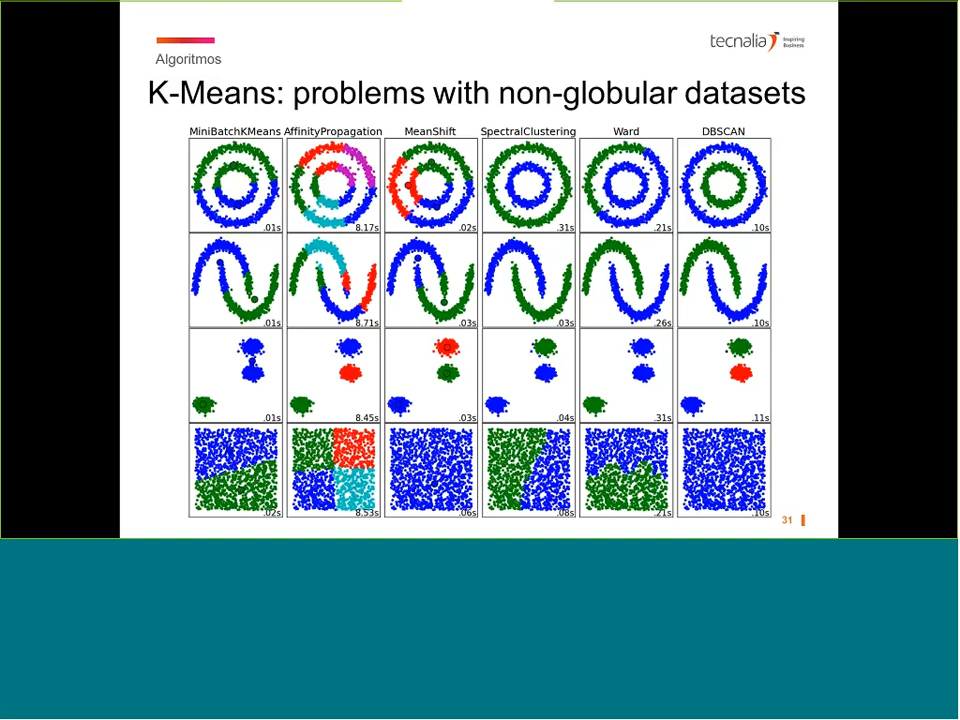 tecnalia Inspiring
Business
Algoritmos
K-Means: problems with non-globular datasets
MiniBatchKMeans AffinityPropagation MeanShift SpectralClustering Ward DBSCAN
.01s 8.17s .02s .31s .21s .10s
.01s 8.71s .03s .03s .26s .10s
.01s 8.45s .03s .04s .31s .11s
.02s 8.53s .06s .08s .21s .10s
31